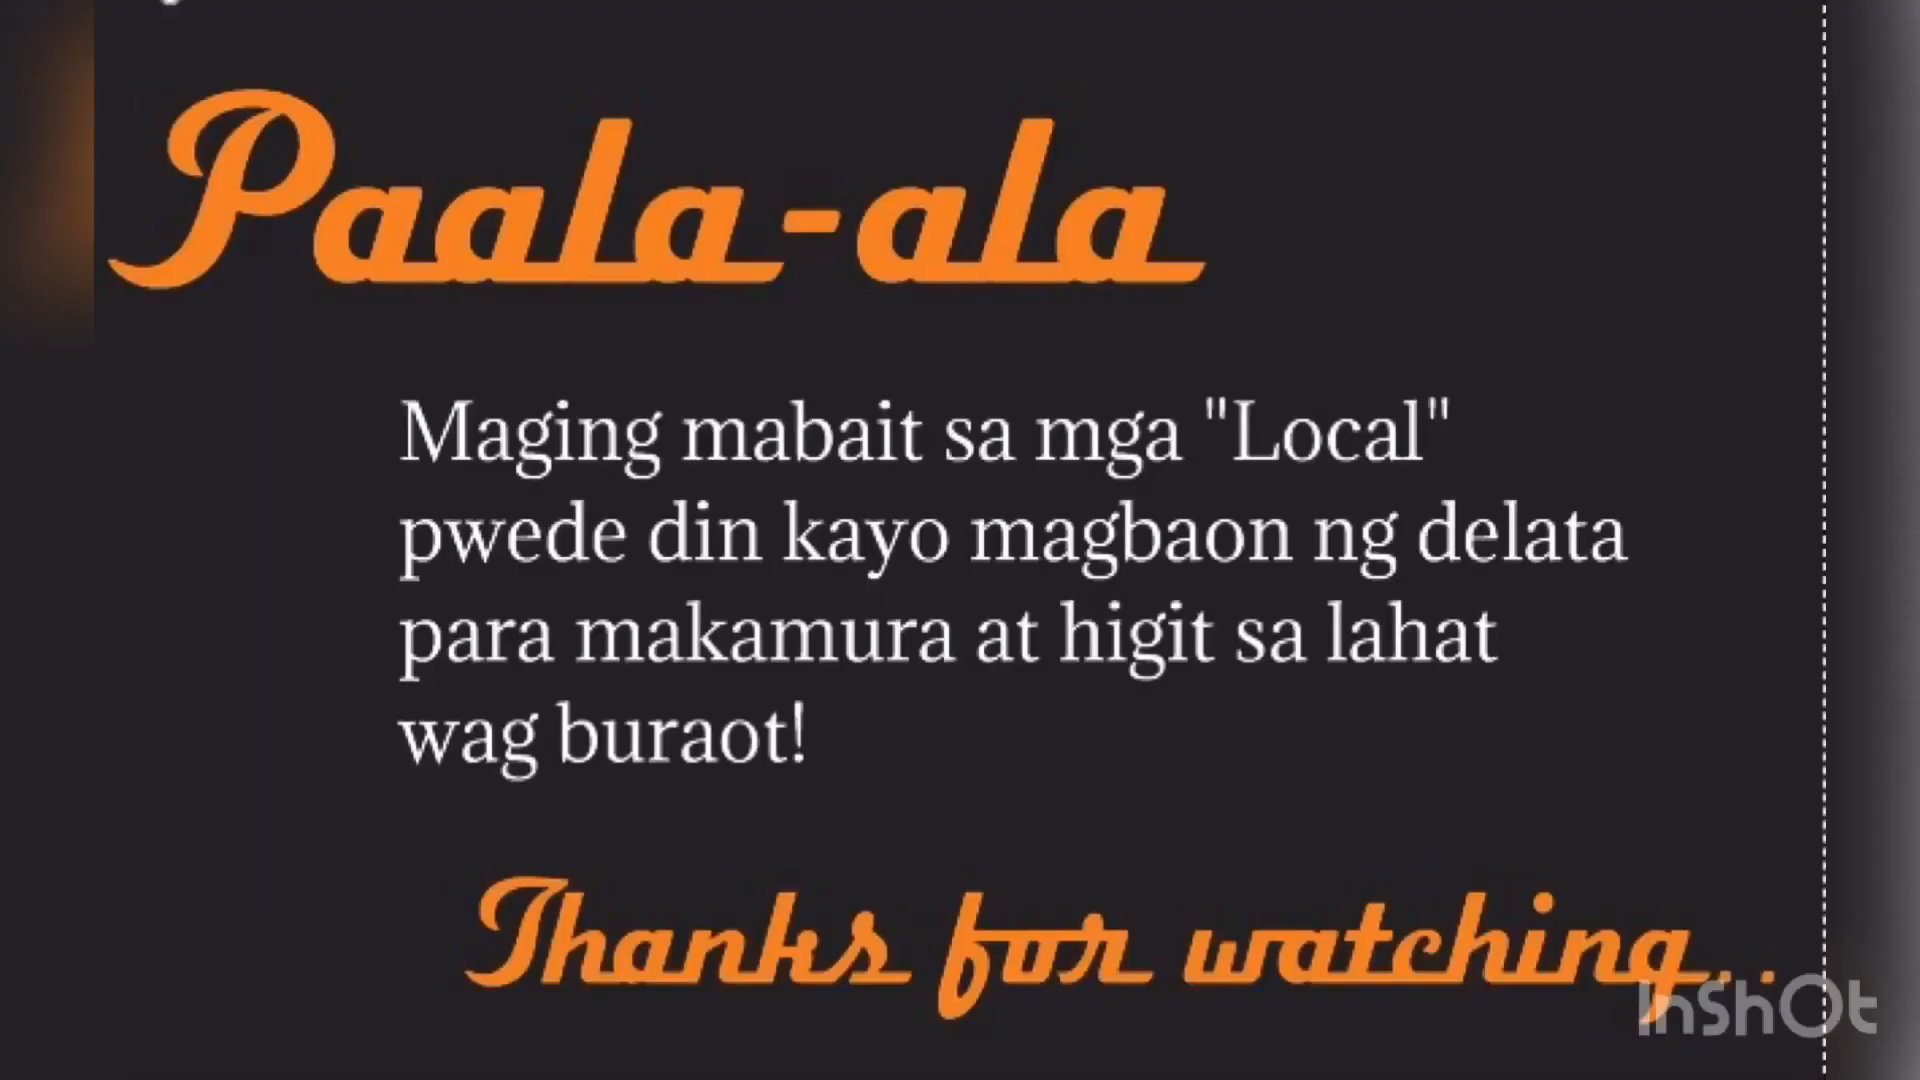 Paala-ala
Maging mabait sa mga "Local"
pwede din kayo magbaon ng delata
para makamura at higit sa lahat
wag buraot!
Thanks for watching...
InShOt